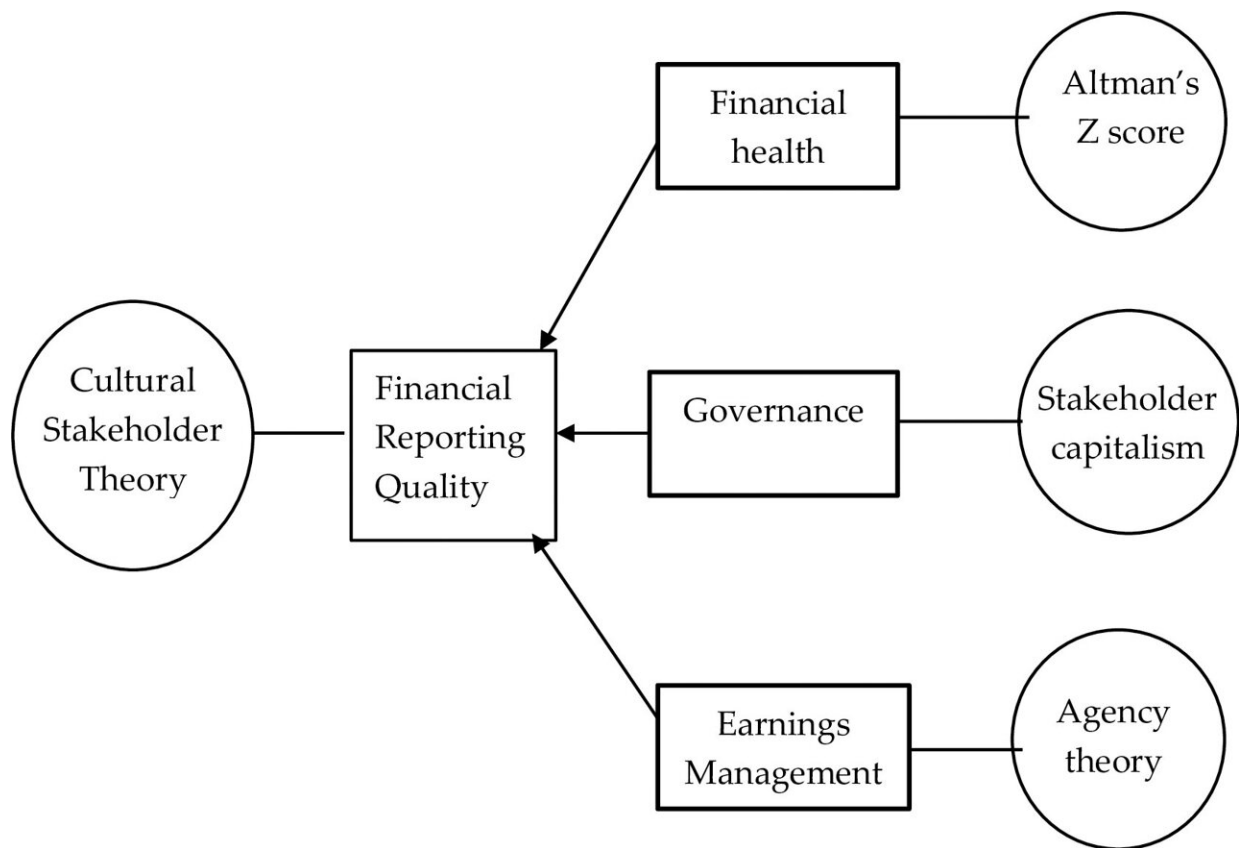 Financial
health
Altman’s
Z score
Cultural
Stakeholder
Theory
Financial
Reporting
Quality
Governance
Stakeholder
capitalism
Earnings
Management
Agency
theory